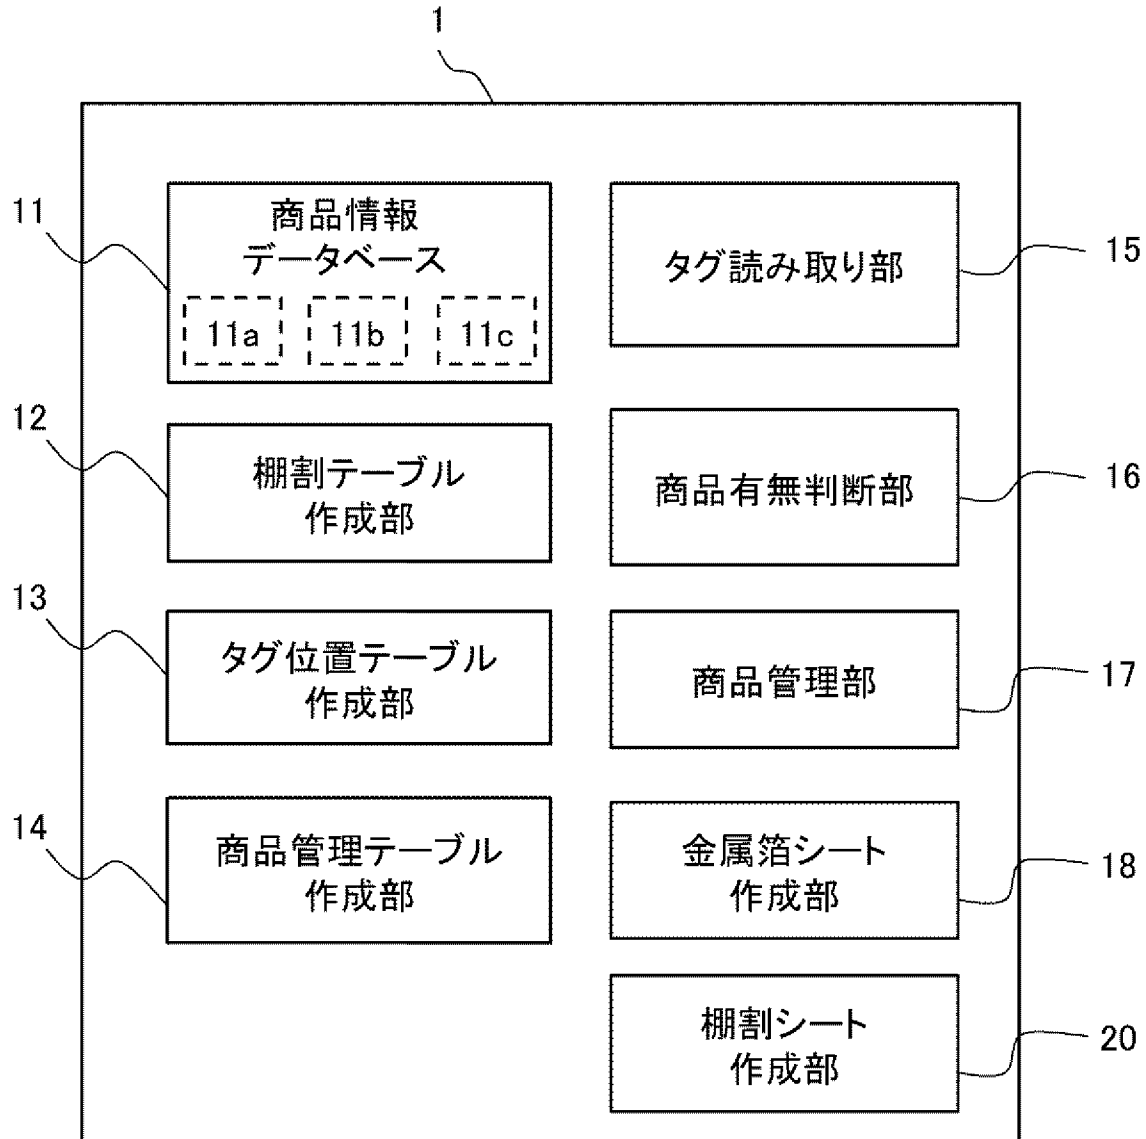 1
11
商品情報
データベース
11a 11b 11c
タグ読み取り部
15
12
棚割テーブル
作成部
商品有無判断部
16
13
タグ位置テーブル
作成部
商品管理部
17
14
商品管理テーブル
作成部
金属箔シート
作成部
18
棚割シート
作成部
20